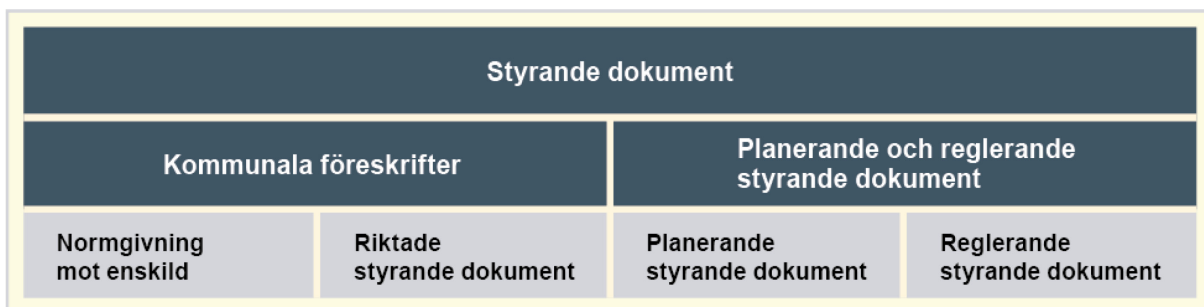 Styrande dokument
Kommunala föreskrifter
Planerande och reglerande
styrande dokument
Normgivning
mot enskild
Riktade
styrande dokument
Planerande
styrande dokument
Reglerande
styrande dokument